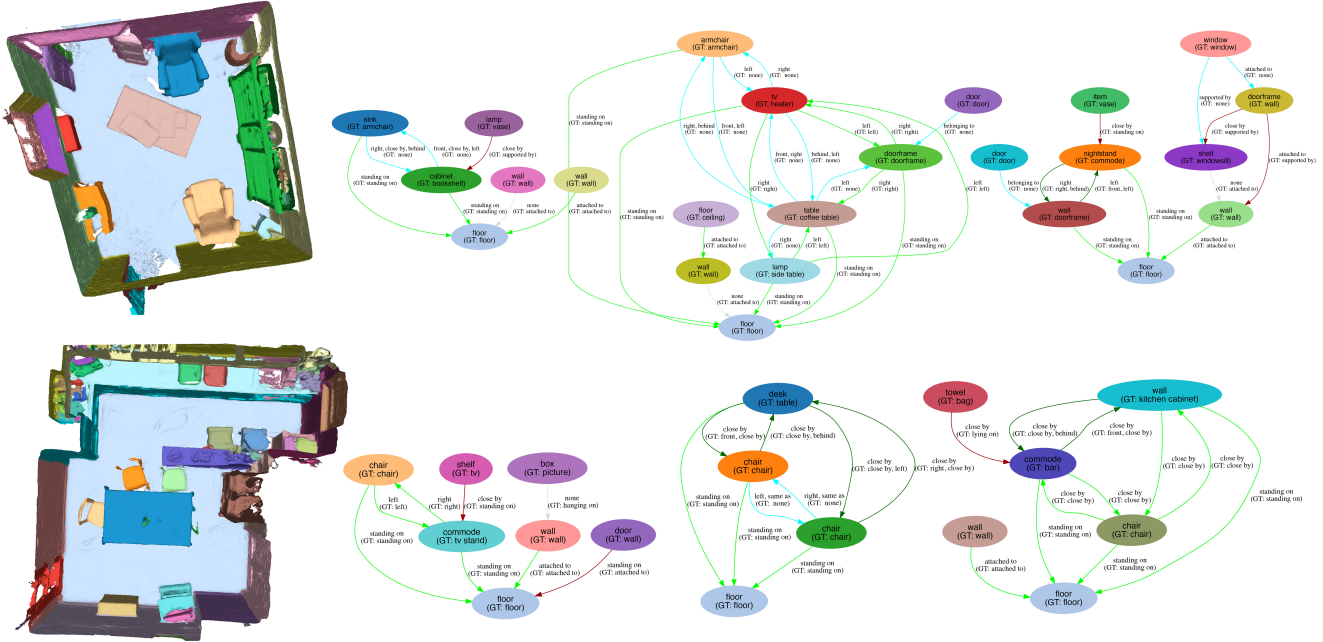 sink
(GT: armchair)
lamp
(GT: vase)
right, close by, behind
(GT: none)
front, close by, left
(GT: none)
close by
(GT: supported by)
cabinet
(GT: bookshelf)
wall
(GT: wall)
wall
(GT: wall)
standing on
(GT: standing on)
standing on
(GT: standing on)
none
(GT: attached to)
attached to
(GT: attached to)
floor
(GT: floor)
armchair
(GT: armchair)
left
(GT: none)
right
(GT: none)
tv
(GT: heater)
door
(GT: door)
standing on
(GT: standing on)
right, behind
(GT: none)
front, left
(GT: none)
left
(GT: left)
right
(GT: right)
belonging to
(GT: none)
front, right
(GT: none)
behind, left
(GT: none)
doorframe
(GT: doorframe)
right
(GT: right)
left
(GT: none)
right
(GT: right)
left
(GT: left)
floor
(GT: ceiling)
table
(GT: coffee table)
standing on
(GT: standing on)
attached to
(GT: attached to)
right
(GT: none)
left
(GT: left)
standing on
(GT: standing on)
wall
(GT: wall)
lamp
(GT: side table)
standing on
(GT: standing on)
none
(GT: attached to)
standing on
(GT: standing on)
floor
(GT: floor)
item
(GT: vase)
close by
(GT: standing on)
door
(GT: door)
nightstand
(GT: commode)
belonging to
(GT: none)
right
(GT: right, behind)
left
(GT: front, left)
wall
(GT: doorframe)
standing on
(GT: standing on)
standing on
(GT: standing on)
floor
(GT: floor)
window
(GT: window)
attached to
(GT: none)
supported by
(GT: none)
doorframe
(GT: wall)
close by
(GT: supported by)
shelf
(GT: windowsill)
attached to
(GT: supported by)
none
(GT: attached to)
wall
(GT: wall)
attached to
(GT: attached to)
chair
(GT: chair)
shelf
(GT: tv)
box
(GT: picture)
left
(GT: left)
right
(GT: right)
close by
(GT: standing on)
none
(GT: hanging on)
standing on
(GT: standing on)
commode
(GT: tv stand)
wall
(GT: wall)
door
(GT: wall)
standing on
(GT: standing on)
attached to
(GT: attached to)
standing on
(GT: attached to)
floor
(GT: floor)
desk
(GT: table)
close by
(GT: front, close by)
close by
(GT: close by, behind)
close by
(GT: close by, left)
close by
(GT: right, close by)
chair
(GT: chair)
standing on
(GT: standing on)
left, same as
(GT: none)
right, same as
(GT: none)
standing on
(GT: standing on)
chair
(GT: chair)
standing on
(GT: standing on)
floor
(GT: floor)
towel
(GT: bag)
wall
(GT: kitchen cabinet)
close by
(GT: lying on)
close by
(GT: close by, behind)
close by
(GT: front, close by)
commode
(GT: bar)
close by
(GT: close by)
close by
(GT: close by)
close by
(GT: close by)
close by
(GT: close by)
standing on
(GT: standing on)
wall
(GT: wall)
chair
(GT: chair)
standing on
(GT: standing on)
attached to
(GT: attached to)
standing on
(GT: standing on)
floor
(GT: floor)